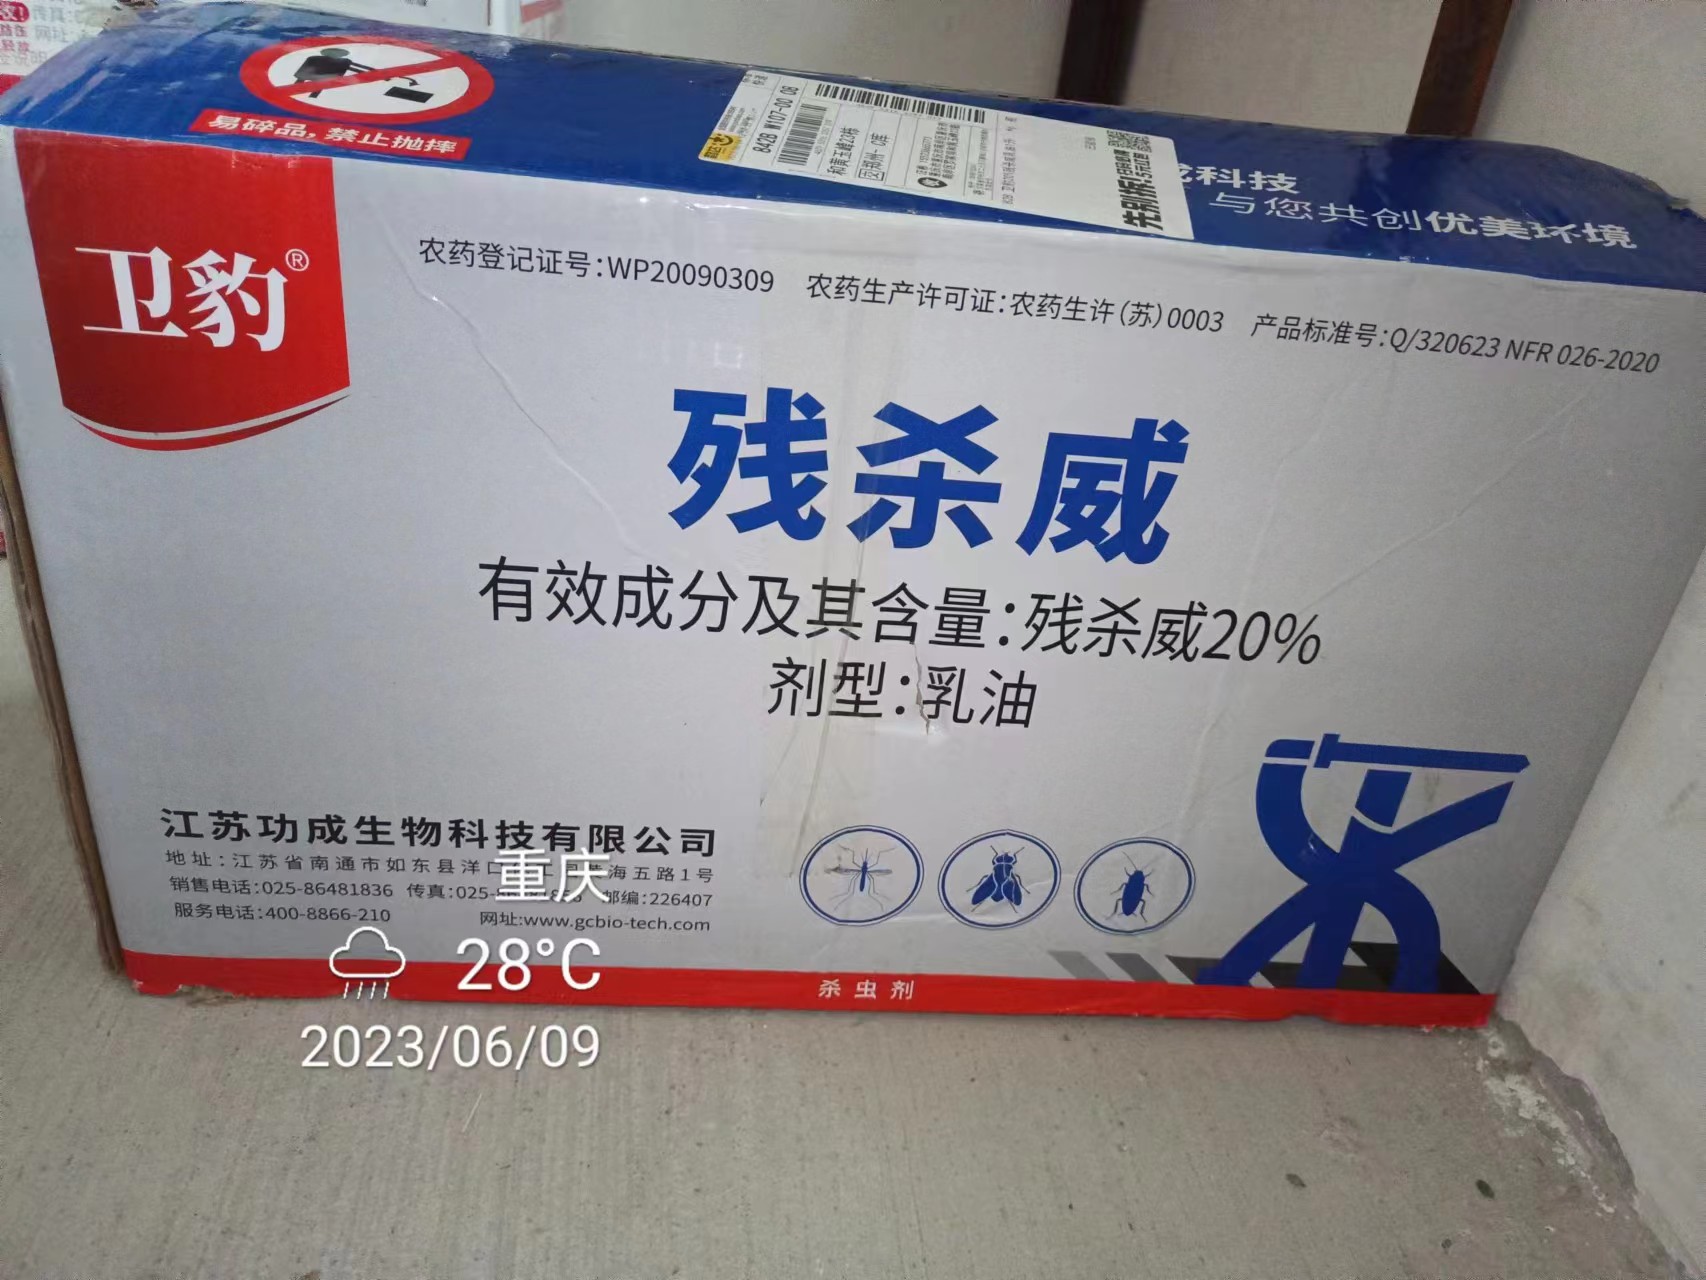 易碎品，禁止抛摔
842B W107-00 08
科技
与您共创优美环境
卫豹®
农药登记证号：WP20090309 农药生产许可证：农药生许（苏）0003 产品标准号：Q/320623 NFR 026-2020
残杀威
有效成分及其含量：残杀威20%
剂型：乳油
江苏功成生物科技有限公司
地址：江苏省南通市如东县洋口 海五路1号
销售电话：025-86481836 传真：025- 邮编：226407
服务电话：400-8866-210 网址：www.gcbio-tech.com
杀虫剂
重庆
28°C
2023/06/09